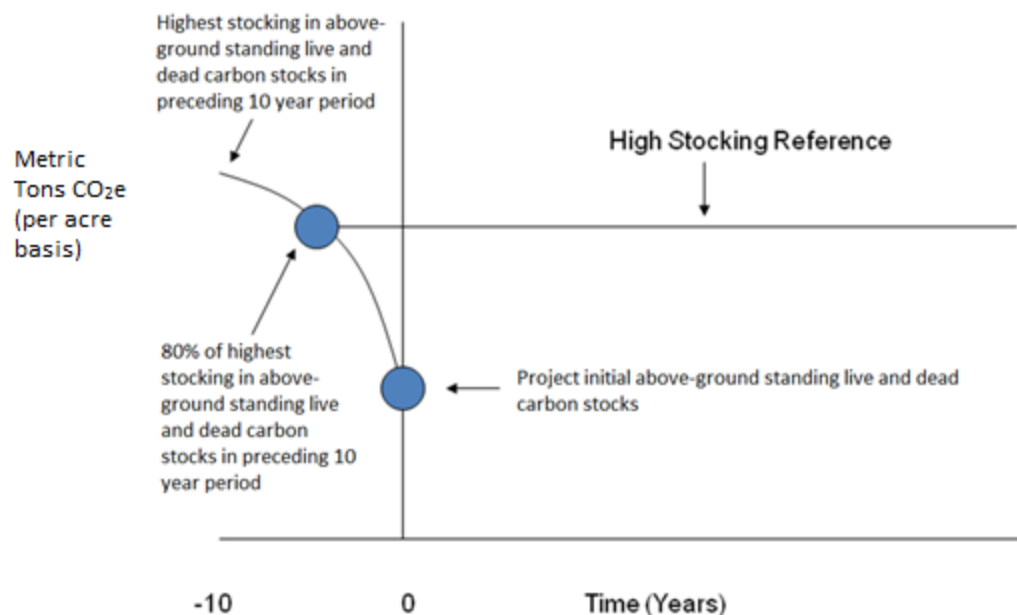 Highest stocking in above-
ground standing live and
dead carbon stocks in
preceding 10 year period
Metric
Tons CO₂e
(per acre
basis)
High Stocking Reference
80% of highest
stocking in above-
ground standing live
and dead carbon
stocks in preceding 10
year period
Project initial above-ground standing live and dead
carbon stocks
-10
0
Time (Years)